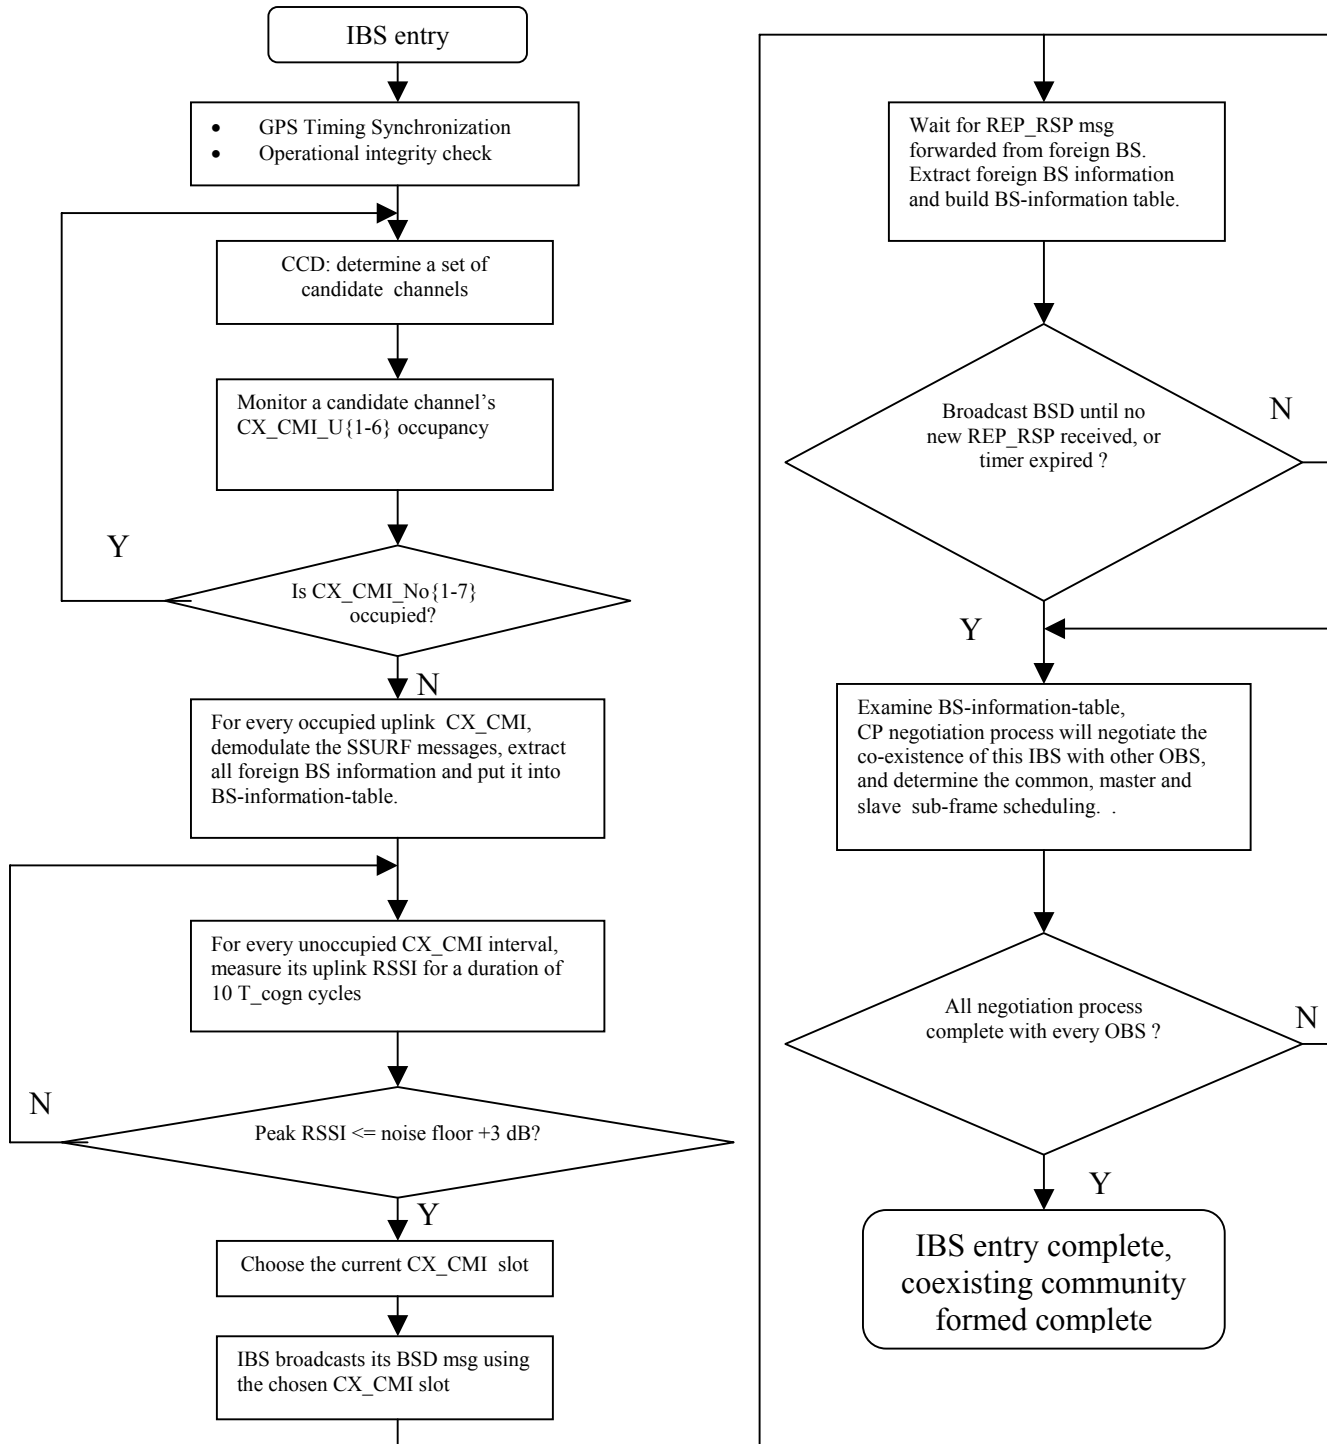 IBS entry
• GPS Timing Synchronization
• Operational integrity check
CCD: determine a set of
candidate channels
Monitor a candidate channel’s
CX_CMI_U{1-6} occupancy
Y
Is CX_CMI_No{1-7}
occupied?
N
For every occupied uplink CX_CMI,
demodulate the SSURF messages, extract
all foreign BS information and put it into
BS-information-table.
For every unoccupied CX_CMI interval,
measure its uplink RSSI for a duration of
10 T_cogn cycles
N
Peak RSSI <= noise floor +3 dB?
Y
Choose the current CX_CMI slot
IBS broadcasts its BSD msg using
the chosen CX_CMI slot
Wait for REP_RSP msg
forwarded from foreign BS.
Extract foreign BS information
and build BS-information table.
Broadcast BSD until no
new REP_RSP received, or
timer expired ?
N
Y
Examine BS-information-table,
CP negotiation process will negotiate the
co-existence of this IBS with other OBS,
and determine the common, master and
slave sub-frame scheduling. .
All negotiation process
complete with every OBS ?
N
Y
IBS entry complete,
coexisting community
formed complete